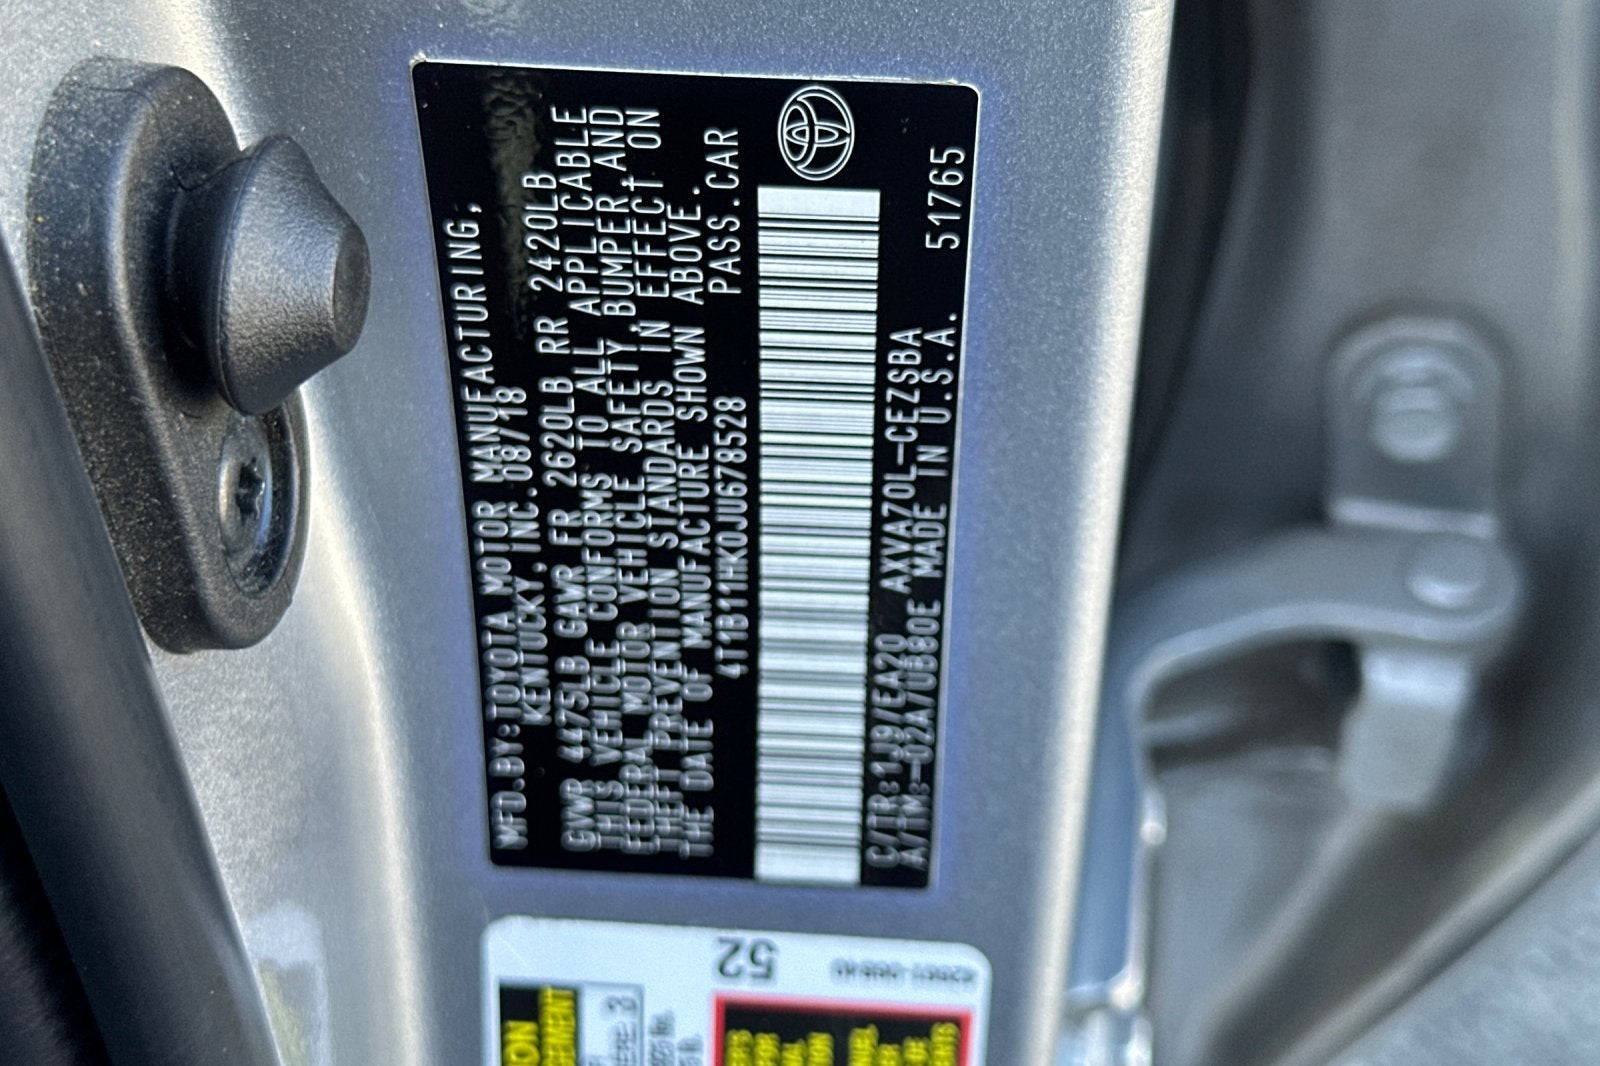 MFD.BY:TOYOTA MOTOR MANUFACTURING,
KENTUCKY,INC.08/18
GVWR 4475LB GAWR FR 2620LB RR 2420LB
THIS VEHICLE CONFORMS TO ALL APPLICABLE
FEDERAL MOTOR VEHICLE SAFETY,BUMPER,AND
THEFT PREVENTION STANDARDS IN EFFECT ON
THE DATE OF MANUFACTURE SHOWN ABOVE.
4T1B11HK0JU678528 PASS.CAR
C/TR:1J9/EA20 AXVA70L-CEZSBA 51765
A/TM:-02A/UB80E MADE IN U.S.A.
52